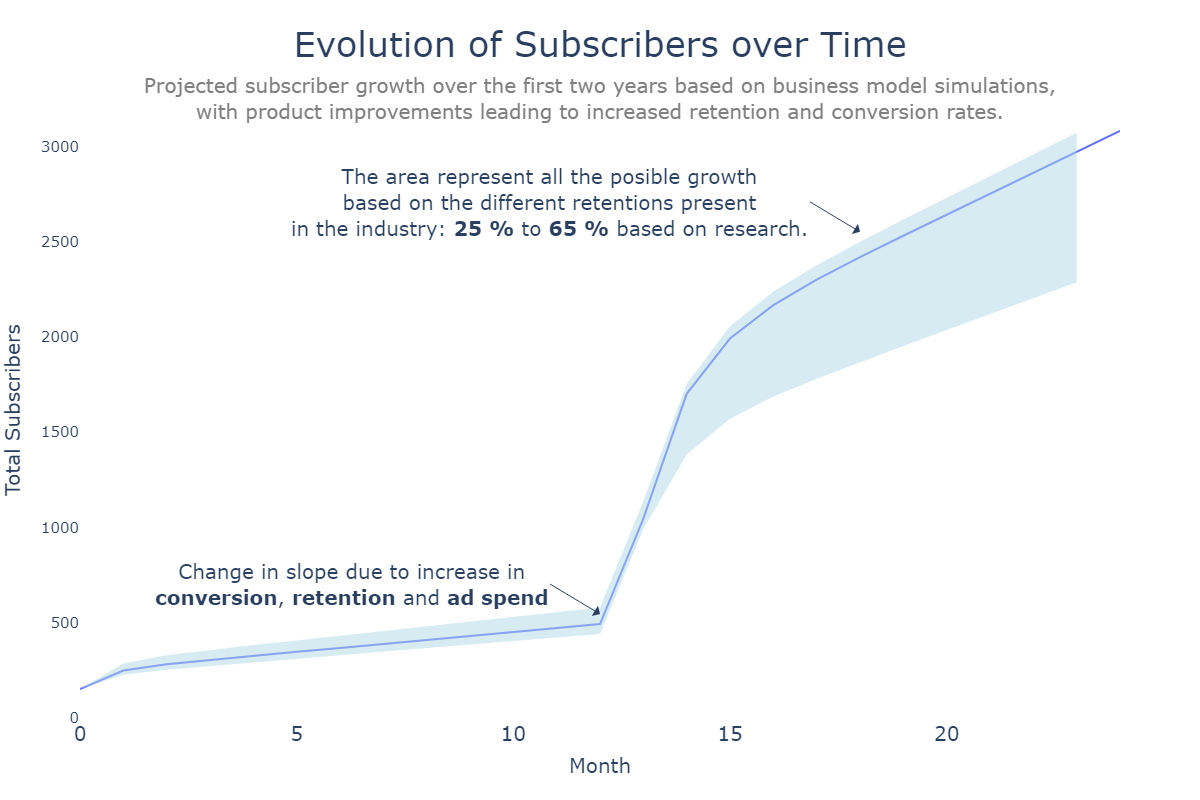 Evolution of Subscribers over Time
Projected subscriber growth over the first two years based on business model simulations,
with product improvements leading to increased retention and conversion rates.
3000
The area represent all the posible growth
based on the different retentions present
in the industry: 25 % to 65 % based on research.
2500
2000
Total Subscribers
1500
1000
Change in slope due to increase in
conversion, retention and ad spend
500
0
0 5 10 15 20
Month